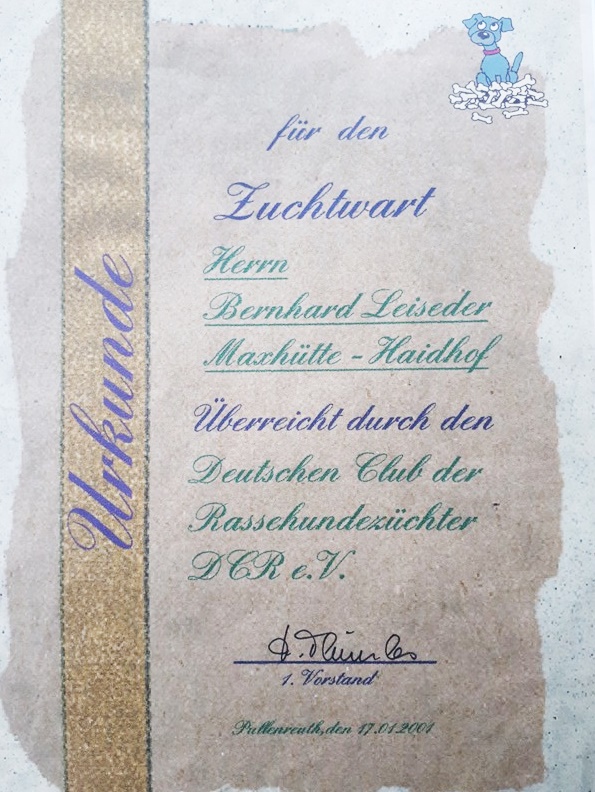 Urkunde
für den
Zuchtwart
Herrn
Bernhard Leiseder
Maxhütte - Haidhof
Überreicht durch den
Deutschen Club der
Rassehundezüchter
DCR e.V.
1. Vorstand
Pullenreuth, den 17.01.2001